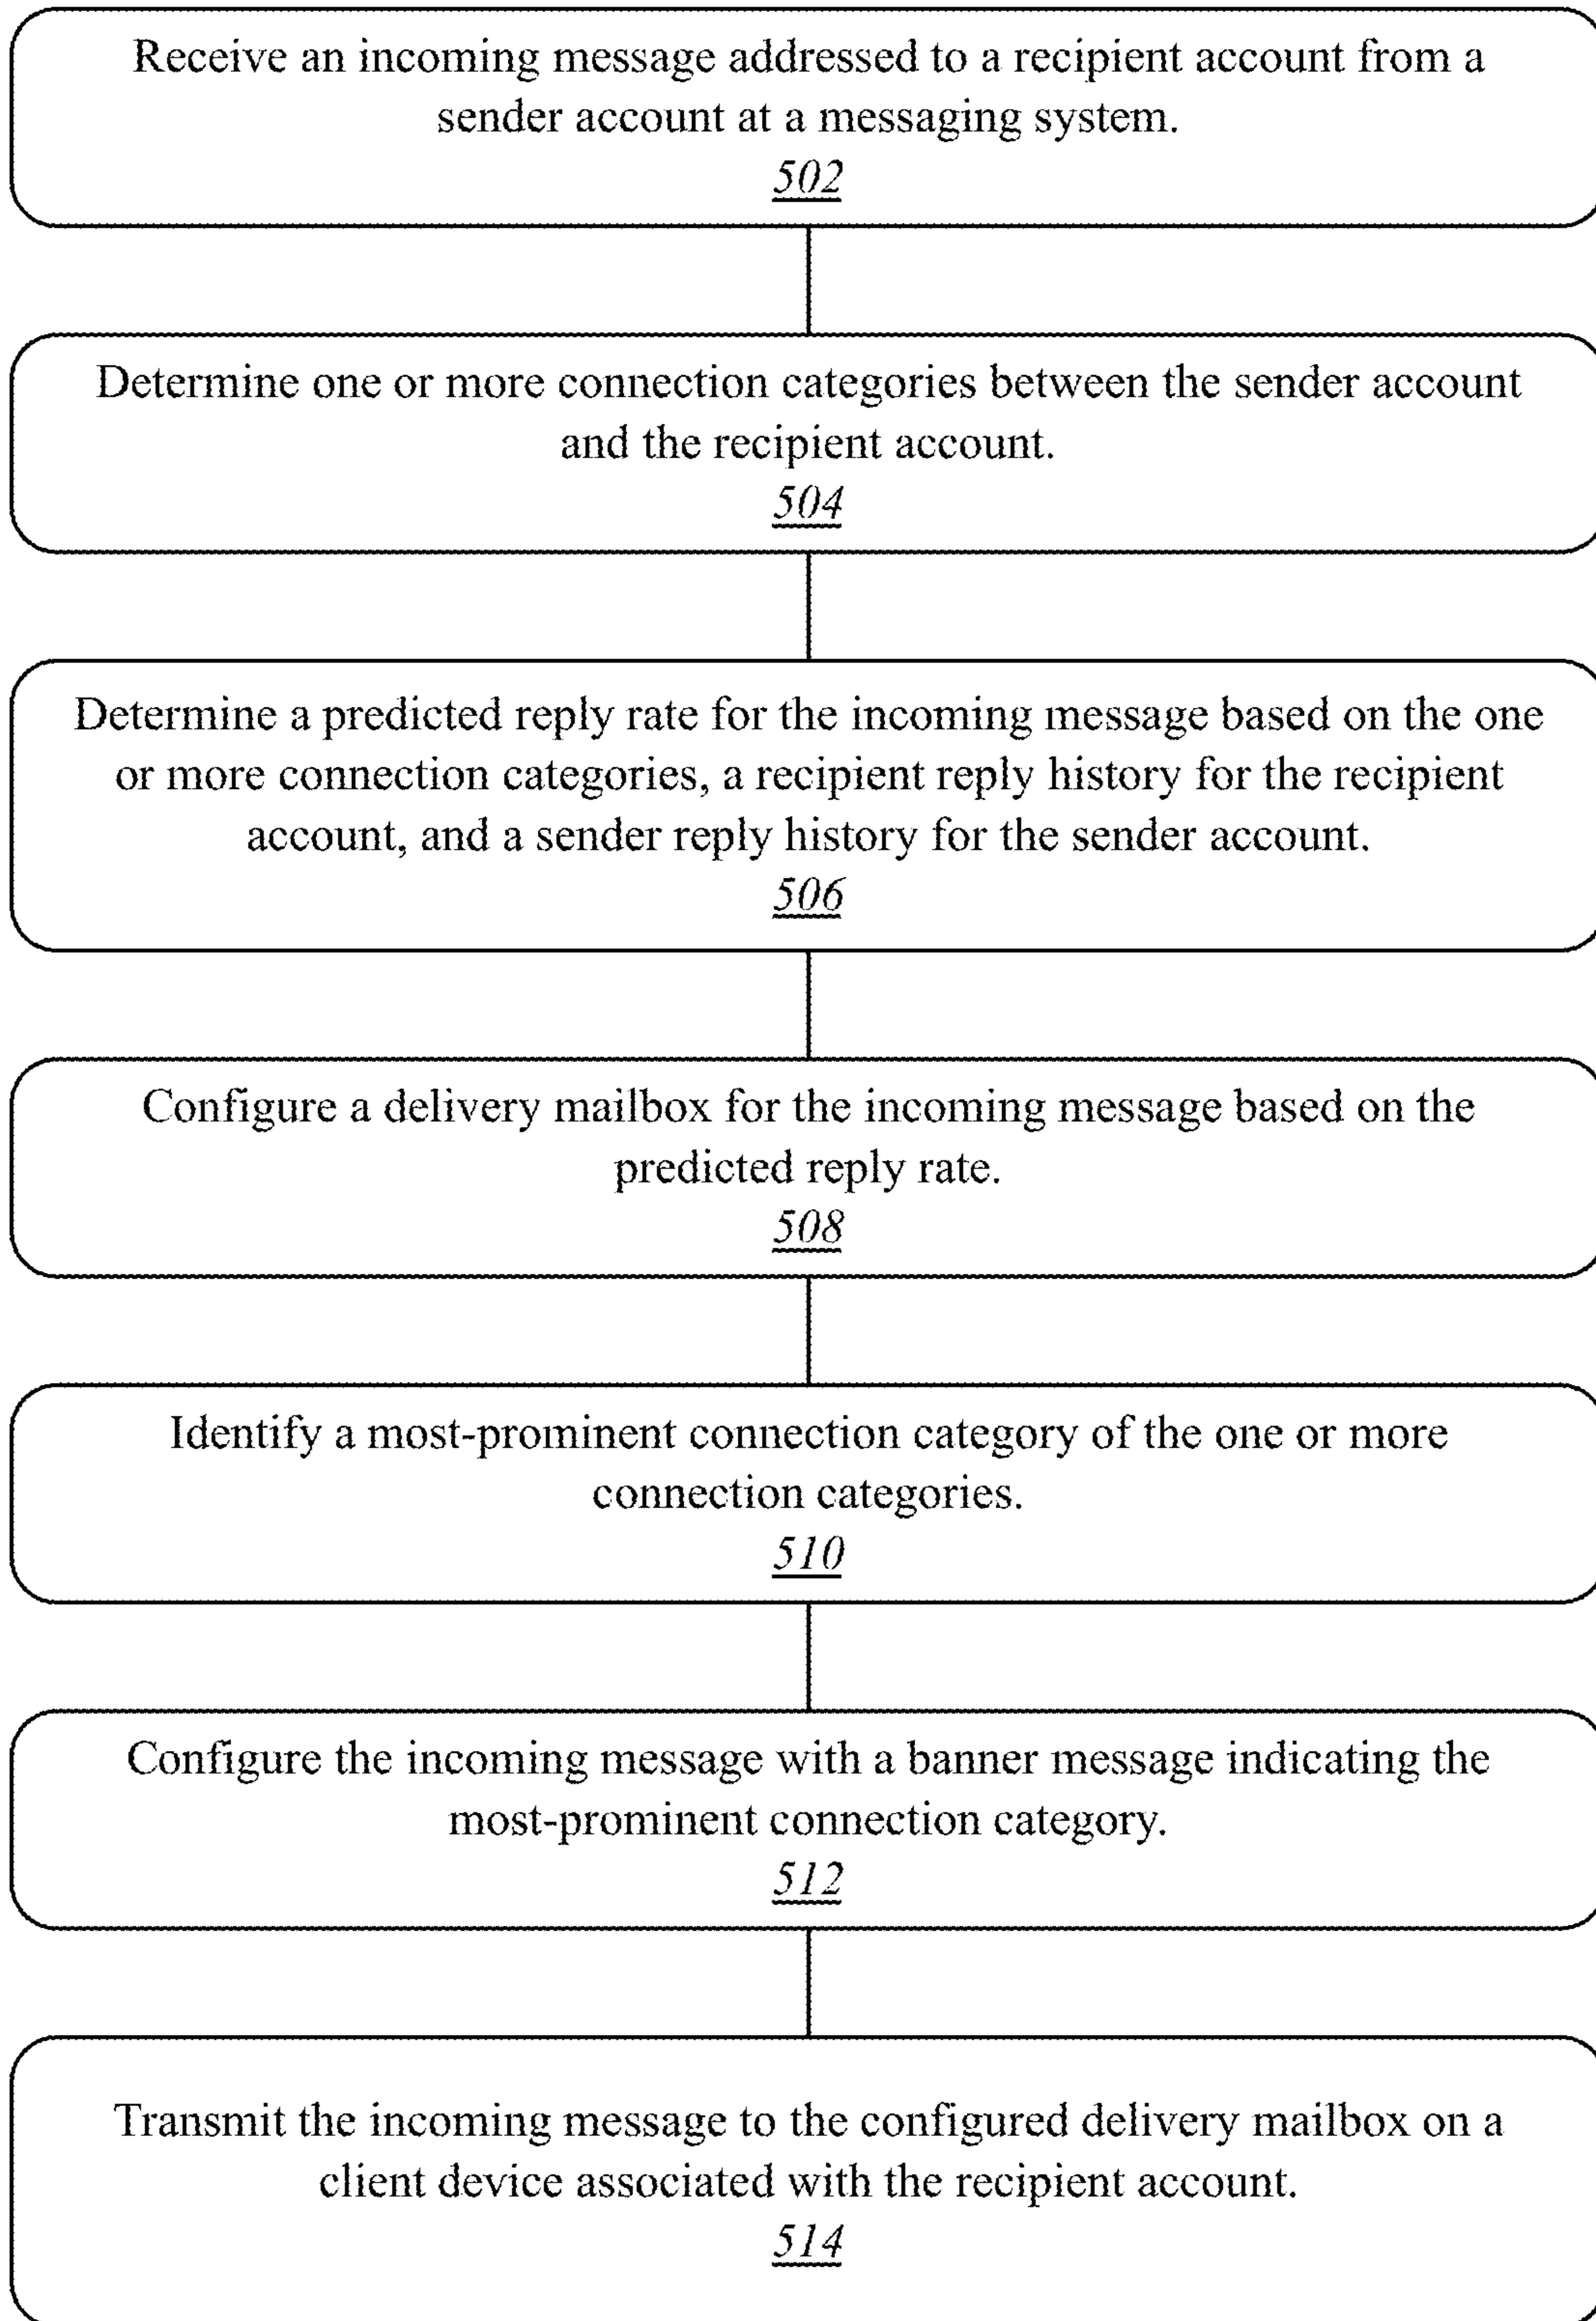 Receive an incoming message addressed to a recipient account from a
sender account at a messaging system.
502
Determine one or more connection categories between the sender account
and the recipient account.
504
Determine a predicted reply rate for the incoming message based on the one
or more connection categories, a recipient reply history for the recipient
account, and a sender reply history for the sender account.
506
Configure a delivery mailbox for the incoming message based on the
predicted reply rate.
508
Identify a most-prominent connection category of the one or more
connection categories.
510
Configure the incoming message with a banner message indicating the
most-prominent connection category.
512
Transmit the incoming message to the configured delivery mailbox on a
client device associated with the recipient account.
514